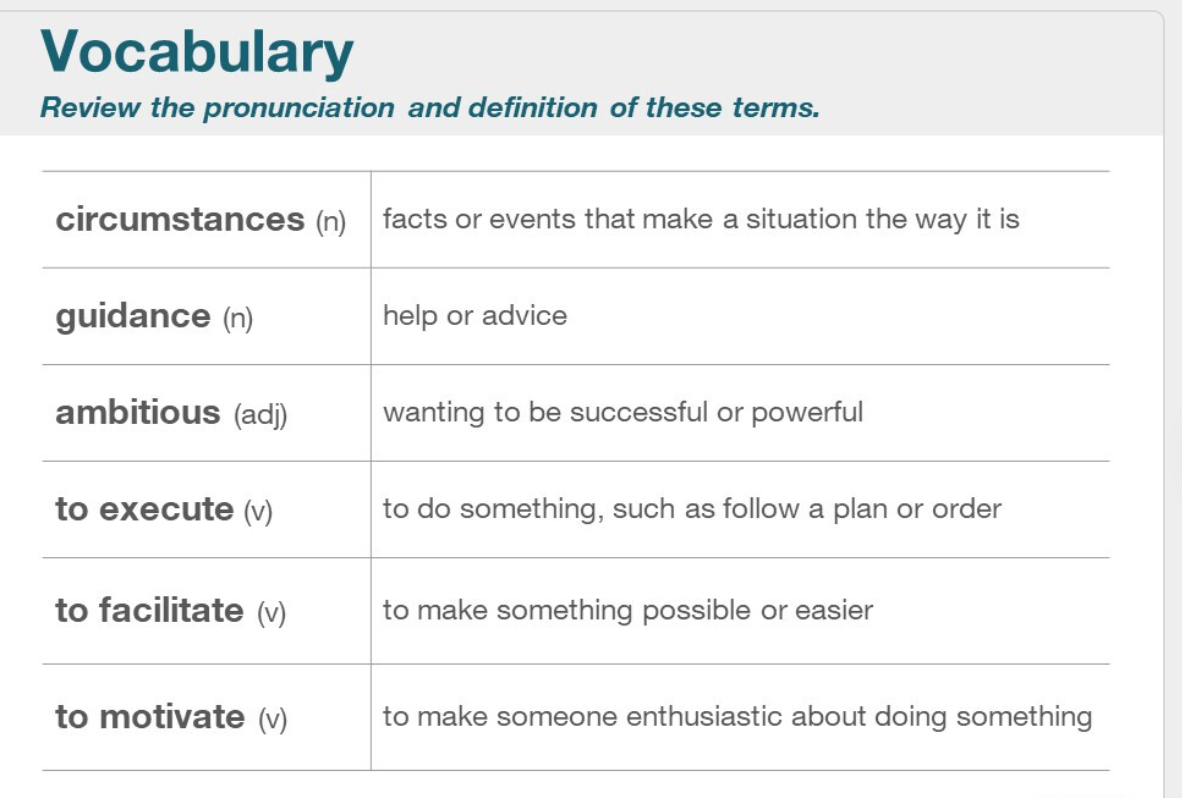 Vocabulary
Review the pronunciation and definition of these terms.
circumstances (n) facts or events that make a situation the way it is
guidance (n) help or advice
ambitious (adj) wanting to be successful or powerful
to execute (v) to do something, such as follow a plan or order
to facilitate (v) to make something possible or easier
to motivate (v) to make someone enthusiastic about doing something